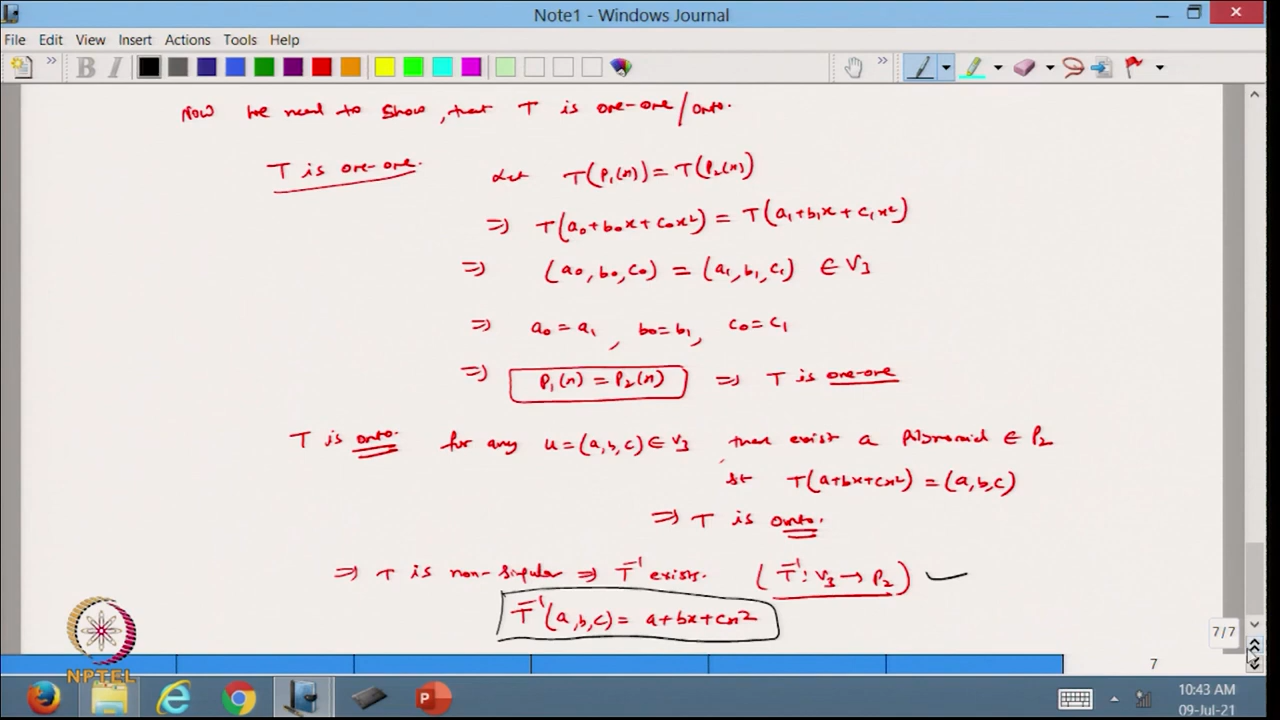 Note1 - Windows Journal
File Edit View Insert Actions Tools Help
Now we need to show, that T is one-one/onto.
T is one-one. Let T(P₁(x)) = T(P₂(x))
⇒ T(a₀+b₀x+c₀x²) = T(a₁+b₁x+c₁x²)
⇒ (a₀, b₀, c₀) = (a₁, b₁, c₁) ∈ V₃
⇒ a₀ = a₁, b₀ = b₁, c₀ = c₁
⇒ P₁(x) = P₂(x) ⇒ T is one-one
T is onto. for any u = (a, b, c) ∈ V₃ then exist a polynomial ∈ P₂
st T(a+bx+cx²) = (a, b, c)
⇒ T is onto.
⇒ T is non-singular ⇒ T⁻¹ exists. (T⁻¹: V₃ → P₂)
T⁻¹(a, b, c) = a+bx+cx²
7/7
7
NPTEL
10:43 AM
09-Jul-21